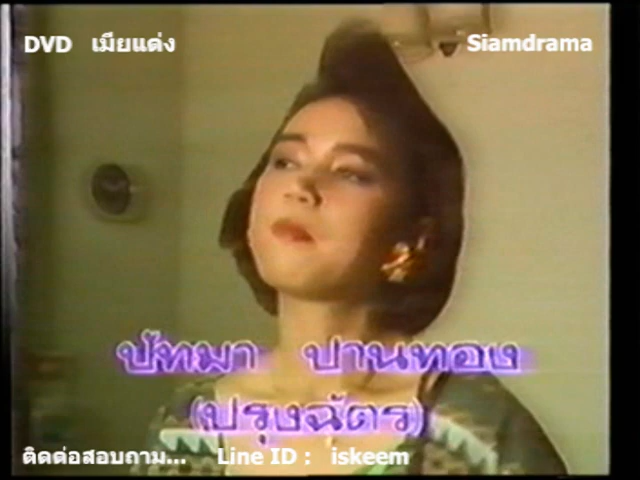 DVD เมียแต่ง Siamdrama
ปัทมา ปานทอง
(ปรุงฉัตร)
ติดต่อสอบถาม... Line ID : iskeem